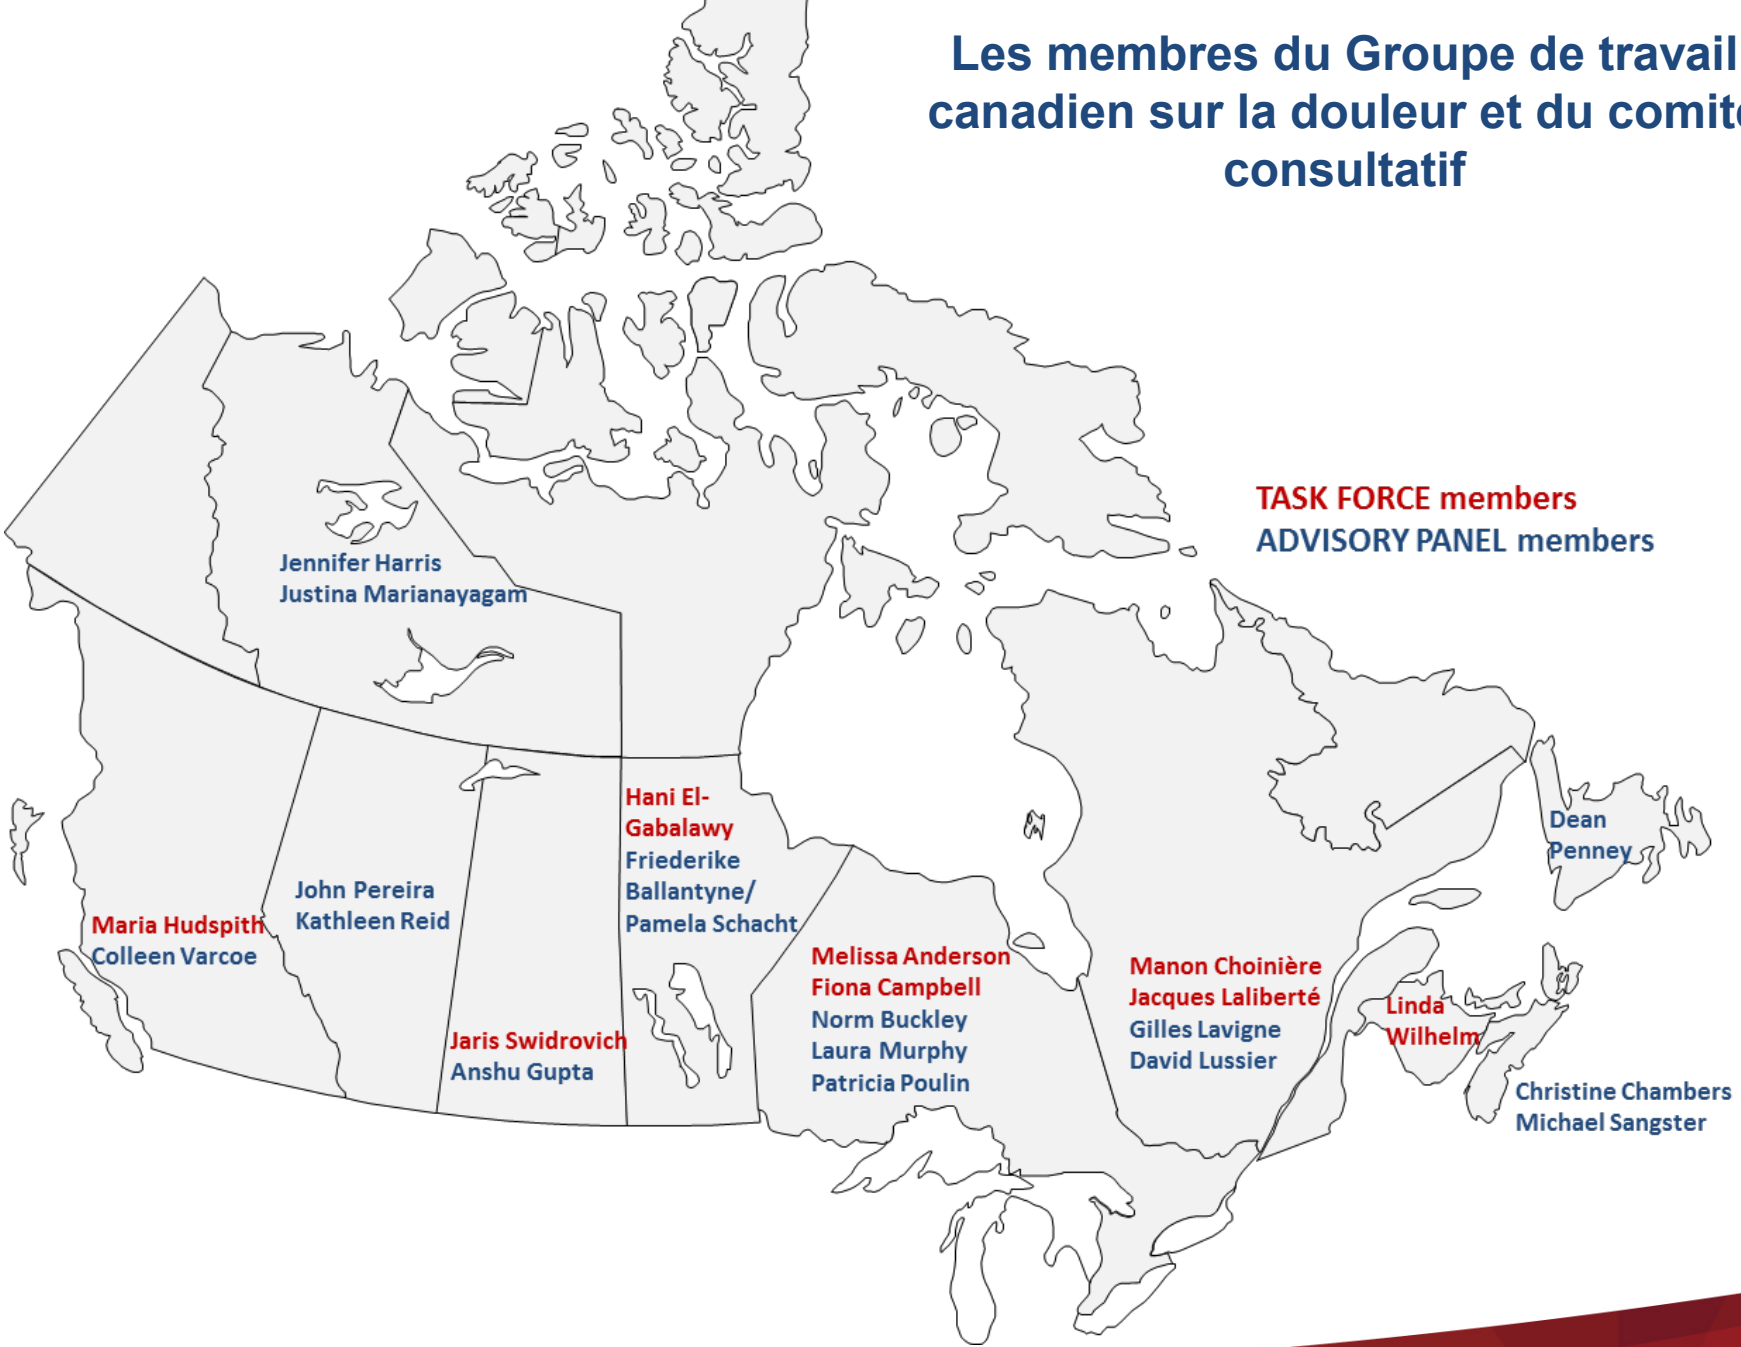 Les membres du Groupe de travail
canadien sur la douleur et du comité
consultatif
TASK FORCE members
ADVISORY PANEL members
Jennifer Harris
Justina Marianayagam
Hani El-
Gabalawy
Friederike
Ballantyne/
Pamela Schacht
Dean
Penney
John Pereira
Kathleen Reid
Maria Hudspith
Colleen Varcoe
Melissa Anderson
Fiona Campbell
Norm Buckley
Laura Murphy
Patricia Poulin
Manon Choinière
Jacques Laliberté
Gilles Lavigne
David Lussier
Linda
Wilhelm
Jaris Swidrovich
Anshu Gupta
Christine Chambers
Michael Sangster